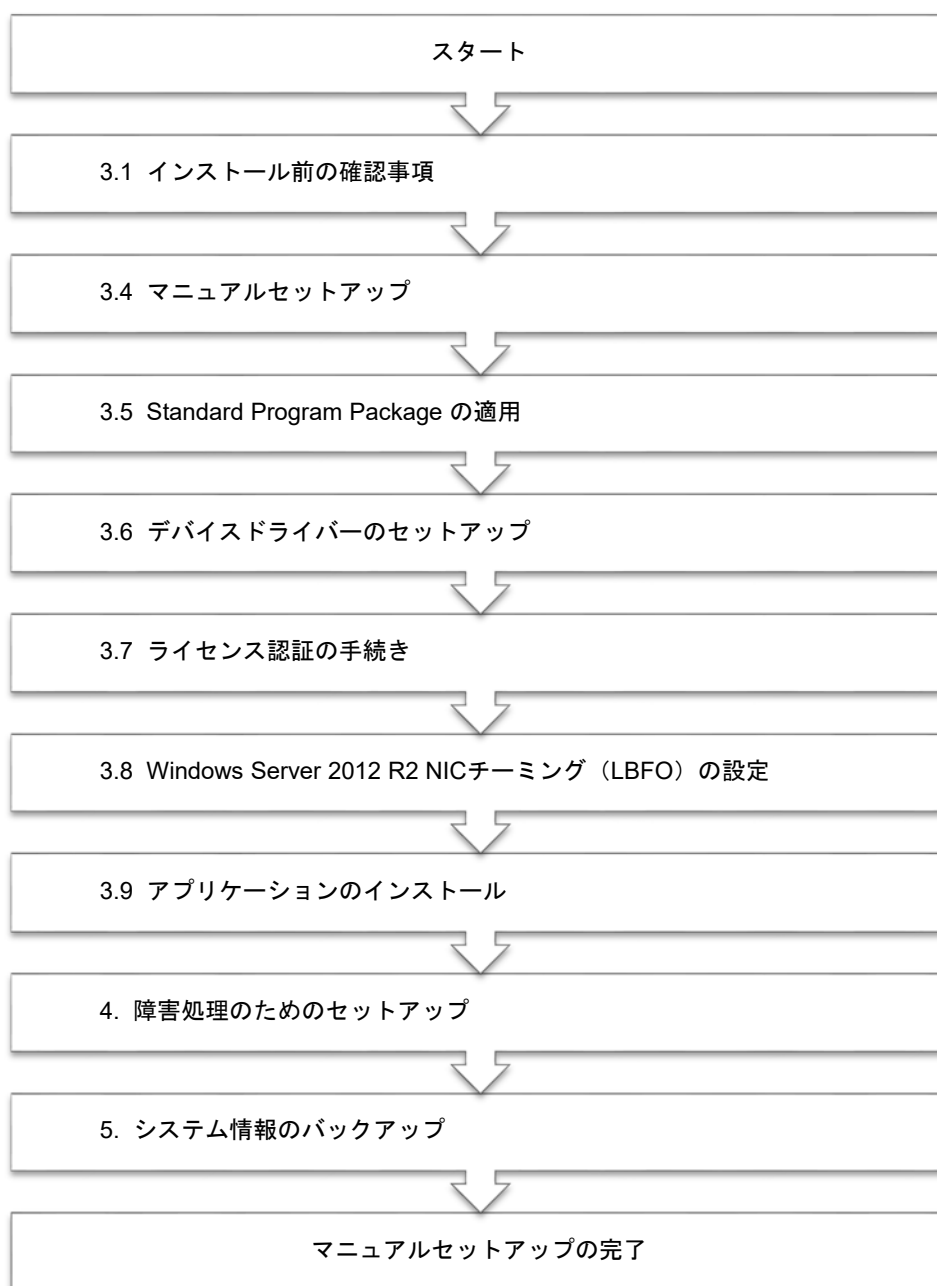 スタート
3.1 インストール前の確認事項
3.4 マニュアルセットアップ
3.5 Standard Program Package の適用
3.6 デバイスドライバーのセットアップ
3.7 ライセンス認証の手続き
3.8 Windows Server 2012 R2 NICチーミング（LBFO）の設定
3.9 アプリケーションのインストール
4. 障害処理のためのセットアップ
5. システム情報のバックアップ
マニュアルセットアップの完了